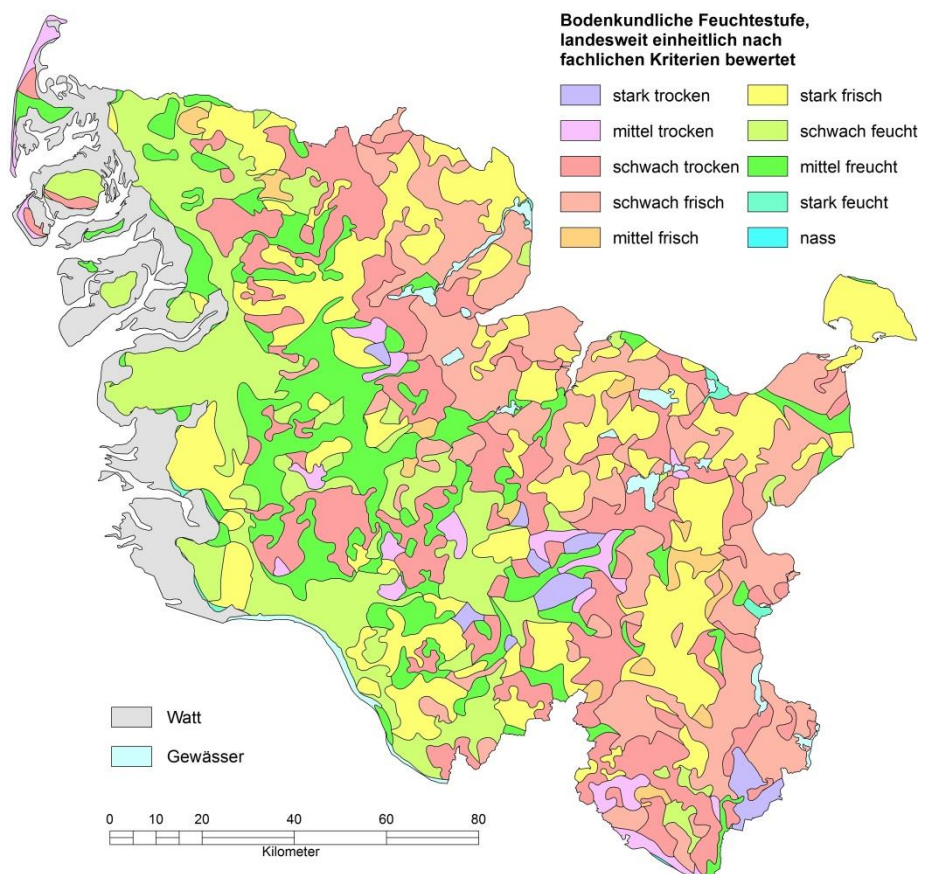 Bodenkundliche Feuchtestufe,
landesweit einheitlich nach
fachlichen Kriterien bewertet
stark trocken
mittel trocken
schwach trocken
schwach frisch
mittel frisch
stark frisch
schwach feucht
mittel freucht
stark feucht
nass
Watt
Gewässer
0 20 40 60 80
Kilometer